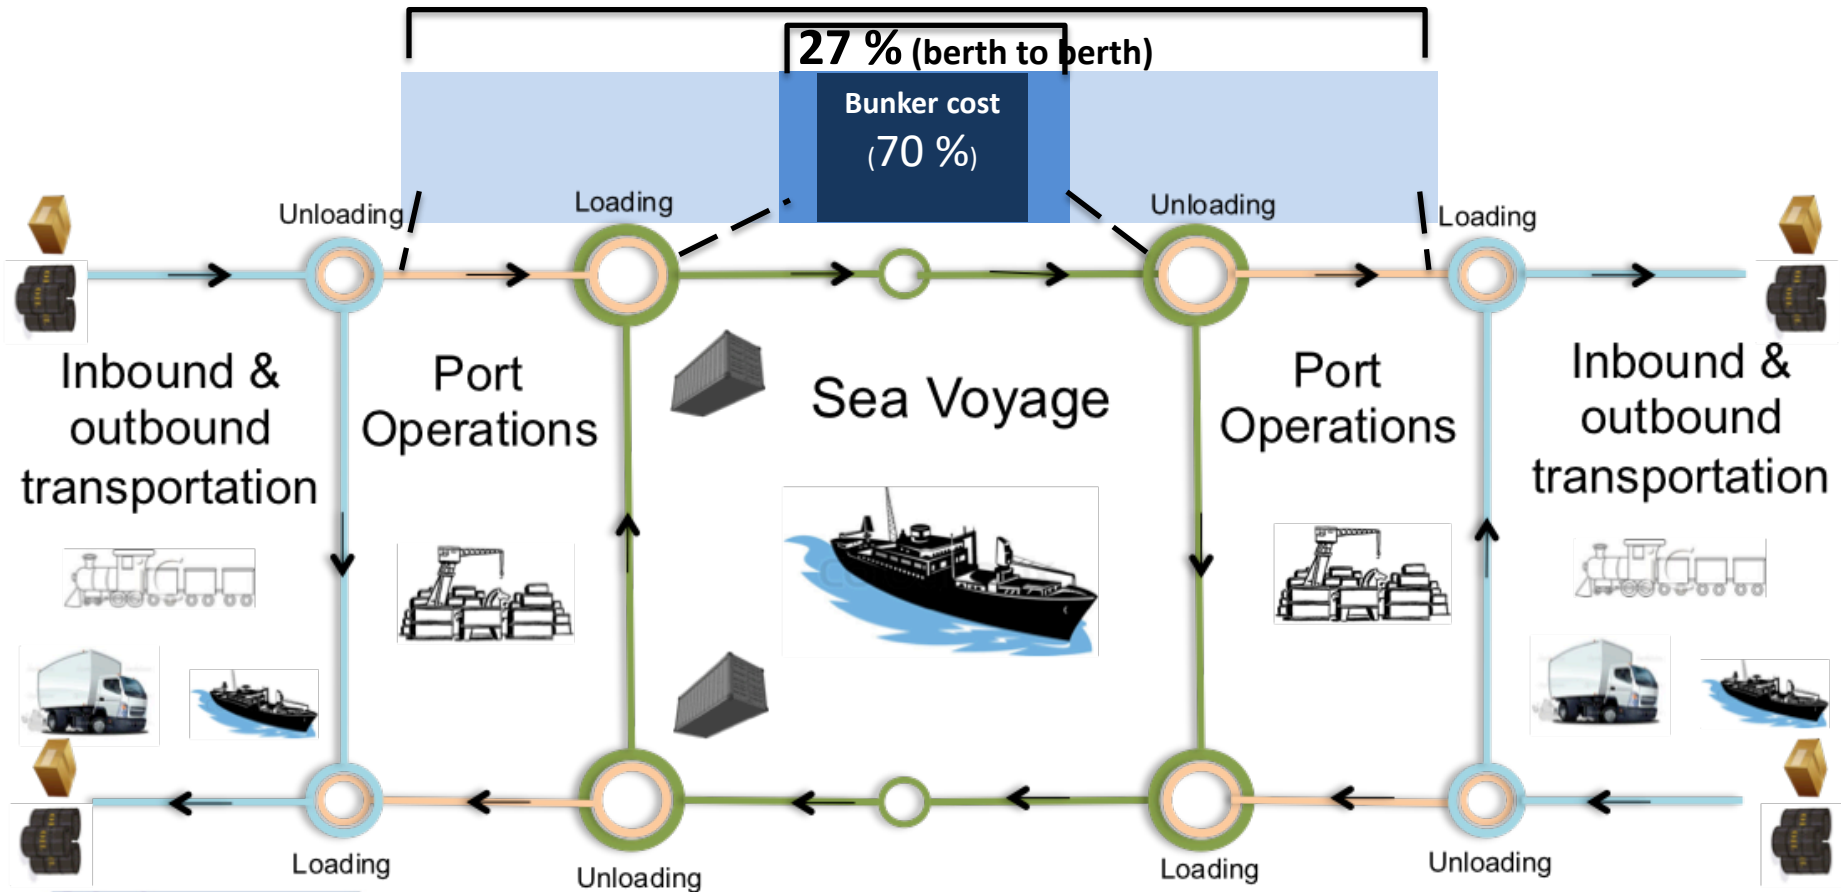 27 % (berth to berth)
Bunker cost
(70 %)
Unloading
Loading
Unloading
Loading
Inbound &
outbound
transportation
Port
Operations
Sea Voyage
Port
Operations
Inbound &
outbound
transportation
Loading
Unloading
Loading
Unloading